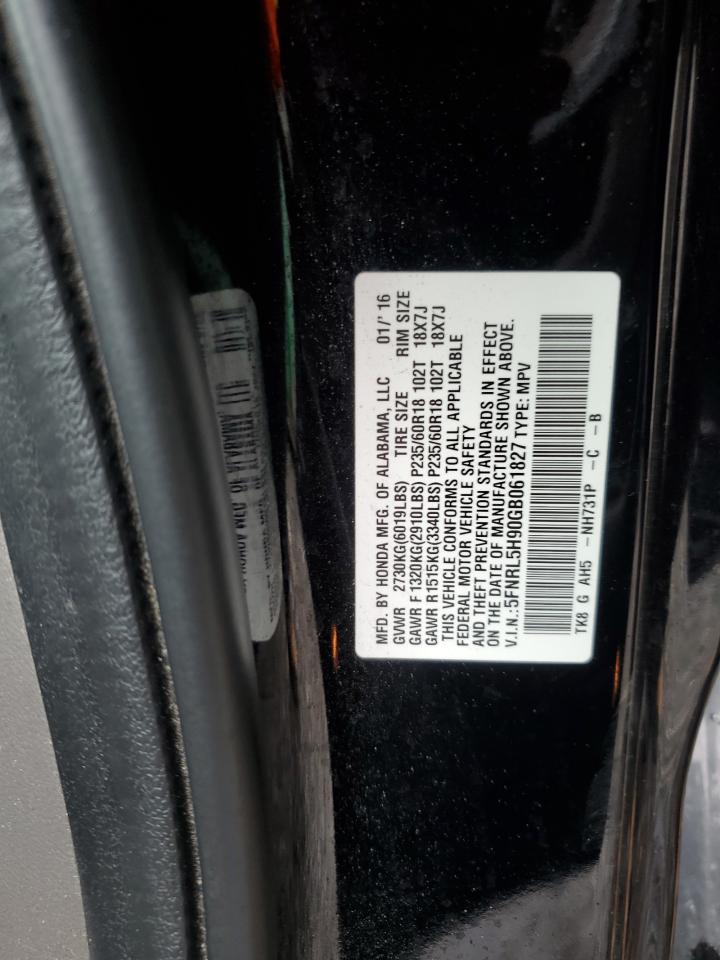 MFD. BY HONDA MFG. OF ALABAMA, LLC 01/' 16
GVWR 2730KG(6019LBS) TIRE SIZE RIM SIZE
GAWR F 1320KG(2910LBS) P235/60R18 102T 18X7J
GAWR R1515KG(3340LBS) P235/60R18 102T 18X7J
THIS VEHICLE CONFORMS TO ALL APPLICABLE
FEDERAL MOTOR VEHICLE SAFETY
AND THEFT PREVENTION STANDARDS IN EFFECT
ON THE DATE OF MANUFACTURE SHOWN ABOVE.
V.I.N.:5FNRL5H90GB061827 TYPE: MPV
TK8 G AH5 -NH731P -C -B